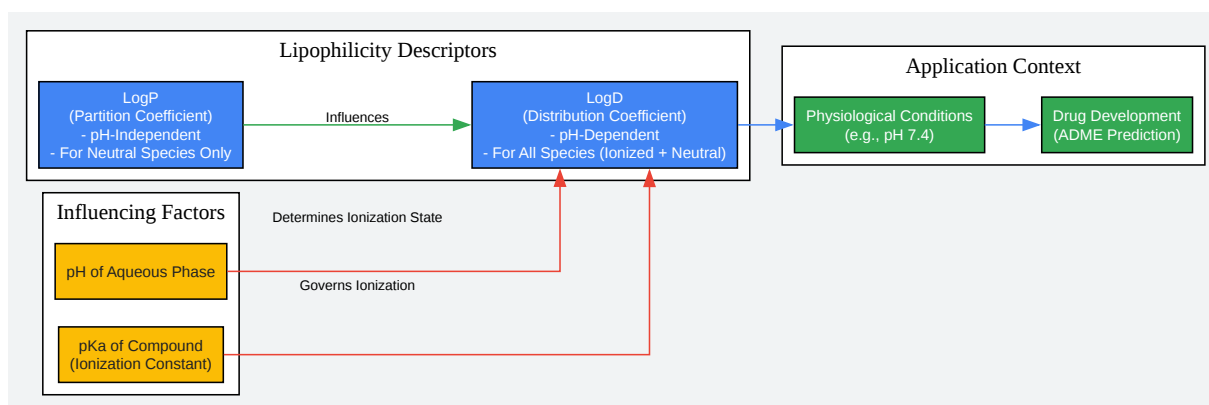 Lipophilicity Descriptors
LogP
(Partition Coefficient)
- pH-Independent
- For Neutral Species Only
Influences
LogD
(Distribution Coefficient)
- pH-Dependent
- For All Species (Ionized + Neutral)
Application Context
Physiological Conditions
(e.g., pH 7.4)
Drug Development
(ADME Prediction)
Influencing Factors
pH of Aqueous Phase
Determines Ionization State
Governs Ionization
pKa of Compound
(Ionization Constant)